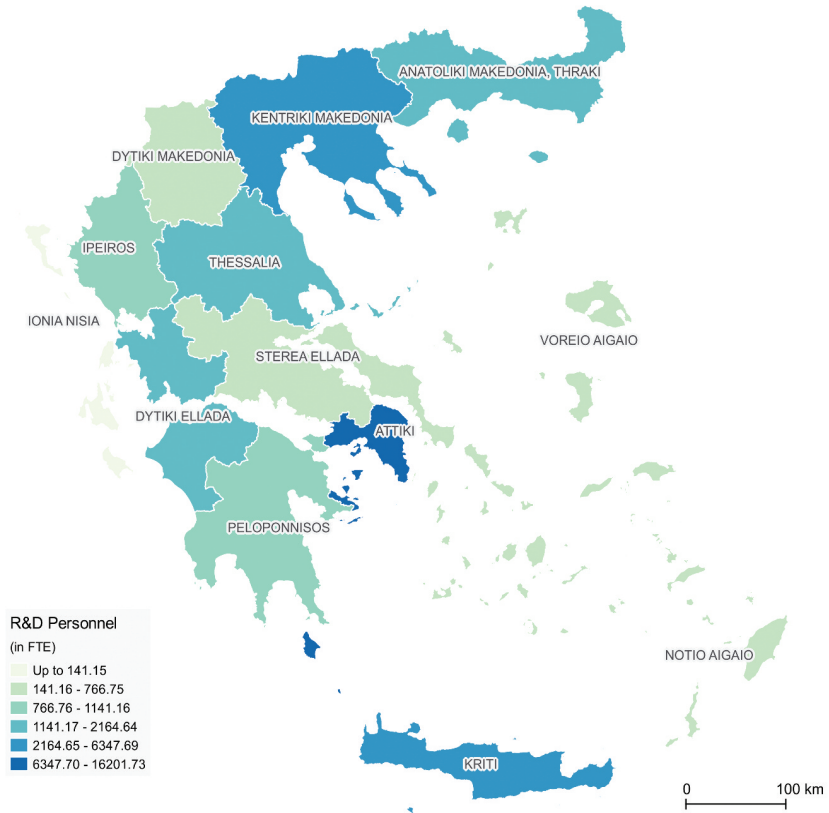 ANATOLIKI MAKEDONIA, THRAKI
KENTRIKI MAKEDONIA
DYTIKI MAKEDONIA
IPEIROS
THESSALIA
IONIA NISIA
VOREIO AIGAIO
STEREA ELLADA
DYTIKI ELLADA
ATTIKI
PELOPONNISOS
NOTIO AIGAIO
KRITI
R&D Personnel
(in FTE)
Up to 141.15
141.16 - 766.75
766.76 - 1141.16
1141.17 - 2164.64
2164.65 - 6347.69
6347.70 - 16201.73
0 100 km